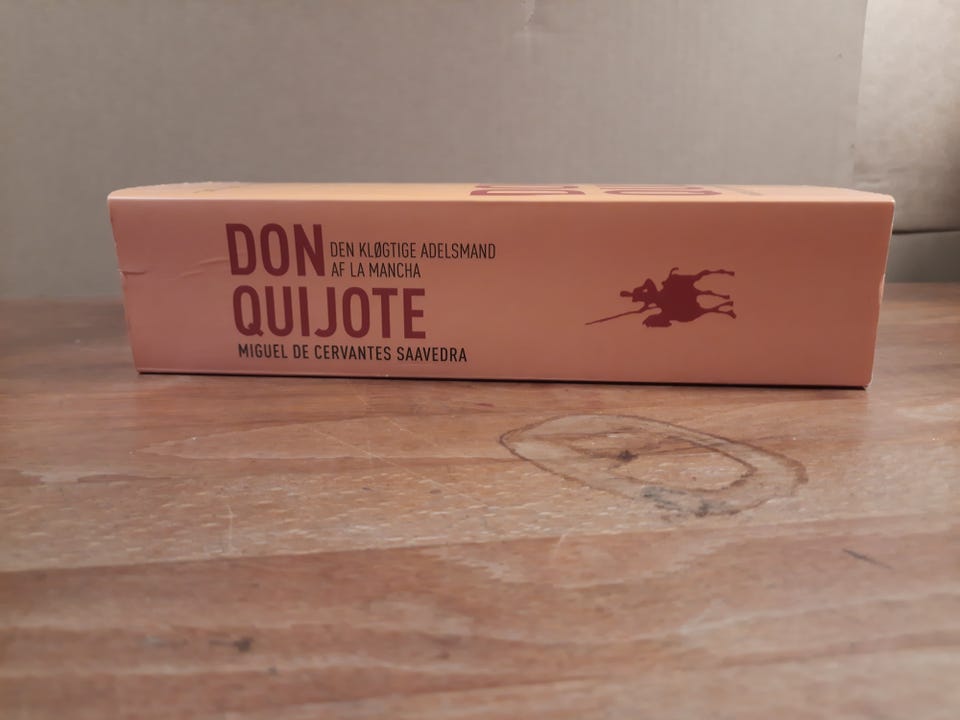 DON
DEN KLØGTIGE ADELSMAND
AF LA MANCHA
QUIJOTE
MIGUEL DE CERVANTES SAAVEDRA